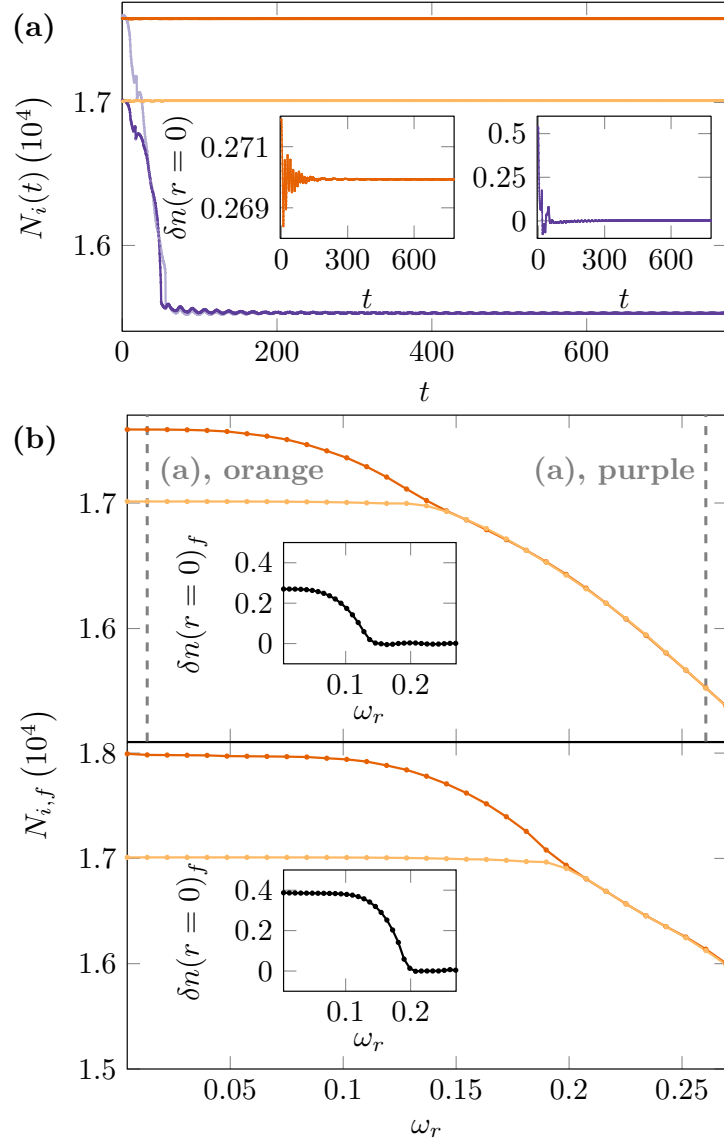 (a)
N_i(t) (10^4)
1.7
1.6
δn(r = 0)
0.271
0.269
0 300 600
t
0.5
0.25
0
0 300 600
t
0 200 400 600
t
(b)
(a), orange (a), purple
1.7
1.6
δn(r = 0)_f
0.4
0.2
0
0.1 0.2
ω_r
N_{i,f} (10^4)
1.8
1.7
1.6
1.5
δn(r = 0)_f
0.4
0.2
0
0.1 0.2
ω_r
0.05 0.1 0.15 0.2 0.25
ω_r